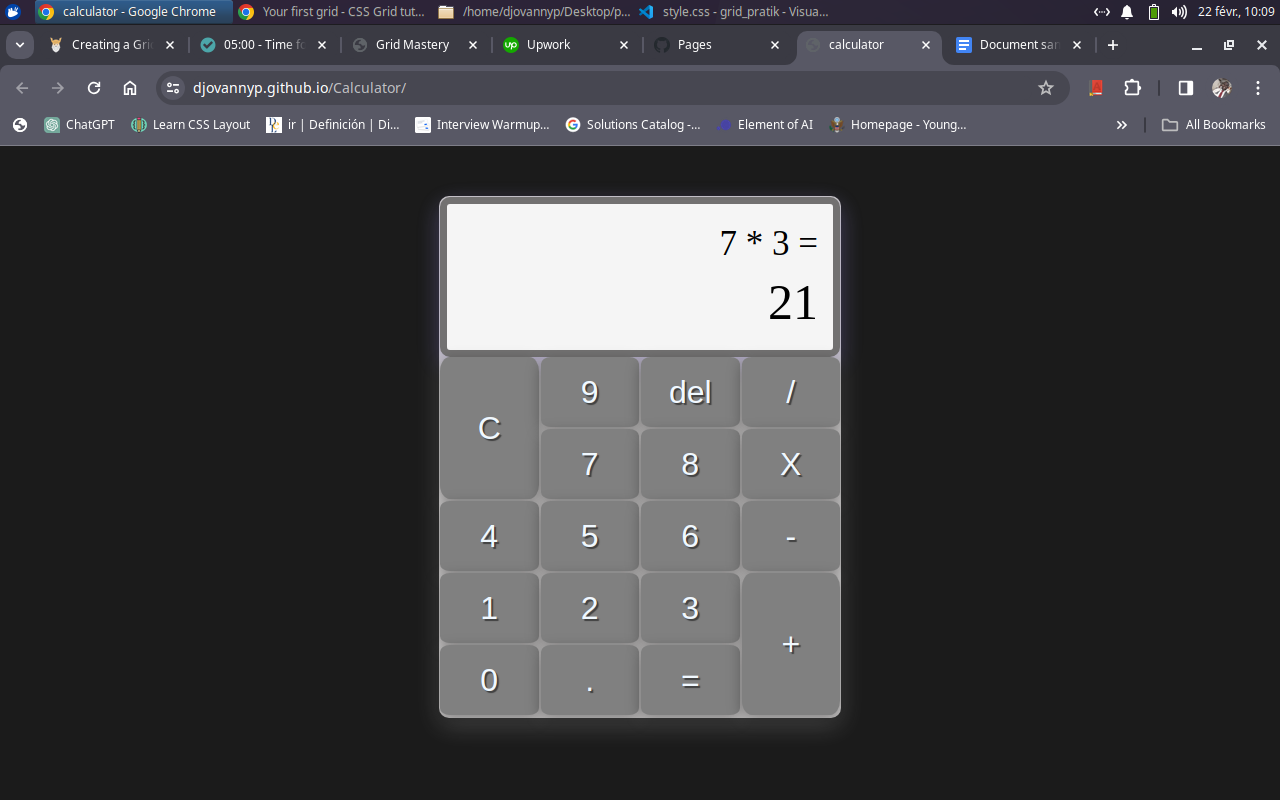 calculator - Google Chrome Your first grid - CSS Grid tut... /home/djovannyp/Desktop/p... style.css - grid_pratik - Visua... 22 févr., 10:09
Creating a Gri 05:00 - Time fo Grid Mastery Upwork Pages calculator Document san
djovannyp.github.io/Calculator/
ChatGPT Learn CSS Layout ir | Definición | Di... Interview Warmup... Solutions Catalog -... Element of AI Homepage - Young... » All Bookmarks
7 * 3 =
21
C 9 del /
7 8 X
4 5 6 -
1 2 3 +
0 . =